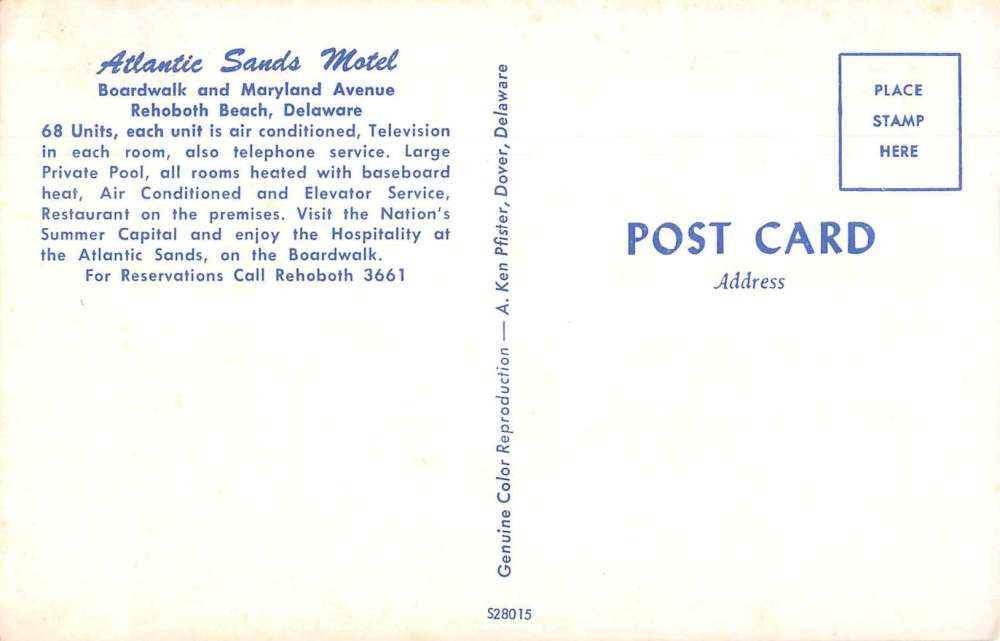 Atlantic Sands Motel
Boardwalk and Maryland Avenue
Rehoboth Beach, Delaware
68 Units, each unit is air conditioned, Television
in each room, also telephone service. Large
Private Pool, all rooms heated with baseboard
heat, Air Conditioned and Elevator Service,
Restaurant on the premises. Visit the Nation's
Summer Capital and enjoy the Hospitality at
the Atlantic Sands, on the Boardwalk.
For Reservations Call Rehoboth 3661
Genuine Color Reproduction — A. Ken Pfister, Dover, Delaware
S28015
PLACE
STAMP
HERE
POST CARD
Address